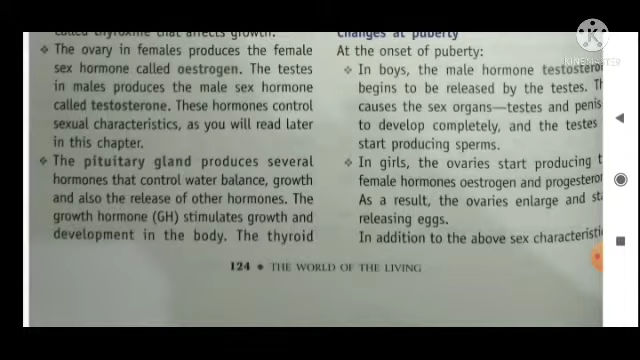 called thyroxine that affects growth.
❖ The ovary in females produces the female
sex hormone called oestrogen. The testes
in males produces the male sex hormone
called testosterone. These hormones control
sexual characteristics, as you will read later
in this chapter.
❖ The pituitary gland produces several
hormones that control water balance, growth
and also the release of other hormones. The
growth hormone (GH) stimulates growth and
development in the body. The thyroid
Changes at puberty
At the onset of puberty:
❖ In boys, the male hormone testosteron
begins to be released by the testes. Th
causes the sex organs—testes and penis
to develop completely, and the testes
start producing sperms.
❖ In girls, the ovaries start producing t
female hormones oestrogen and progesteron
As a result, the ovaries enlarge and sta
releasing eggs.
In addition to the above sex characteristi
124 ● THE WORLD OF THE LIVING
KINEMASTER